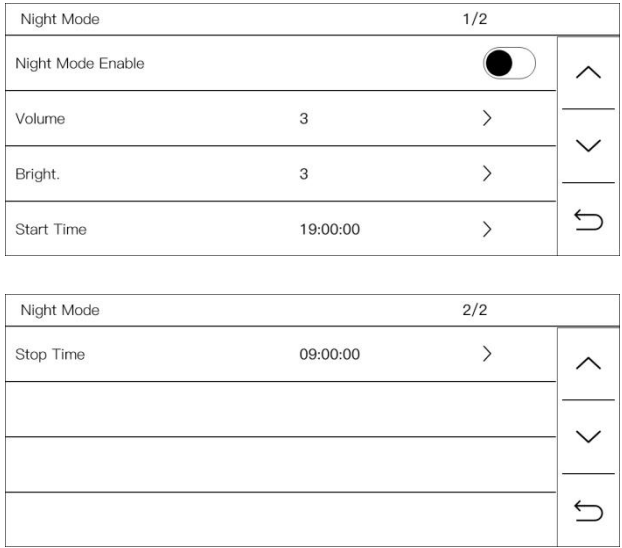 Night Mode 1/2
Night Mode Enable
Volume 3
Bright. 3
Start Time 19:00:00
Night Mode 2/2
Stop Time 09:00:00